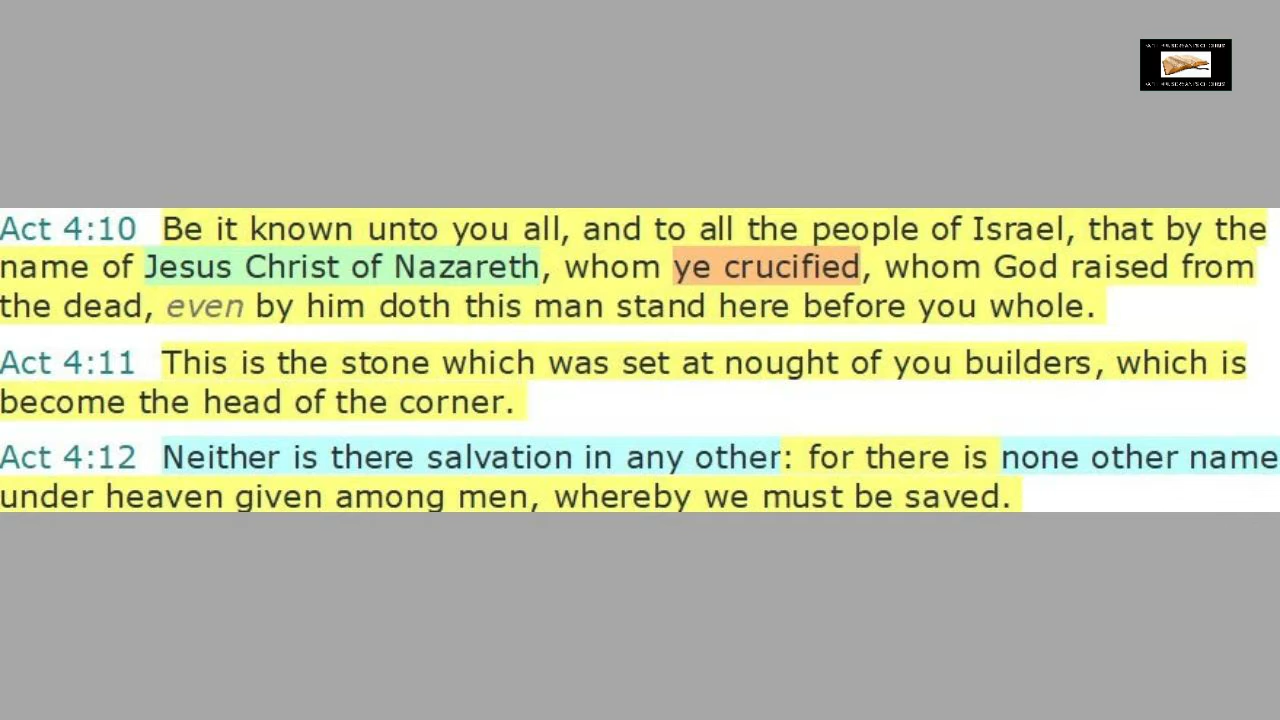 Act 4:10 Be it known unto you all, and to all the people of Israel, that by the
name of Jesus Christ of Nazareth, whom ye crucified, whom God raised from
the dead, even by him doth this man stand here before you whole.
Act 4:11 This is the stone which was set at nought of you builders, which is
become the head of the corner.
Act 4:12 Neither is there salvation in any other: for there is none other name
under heaven given among men, whereby we must be saved.